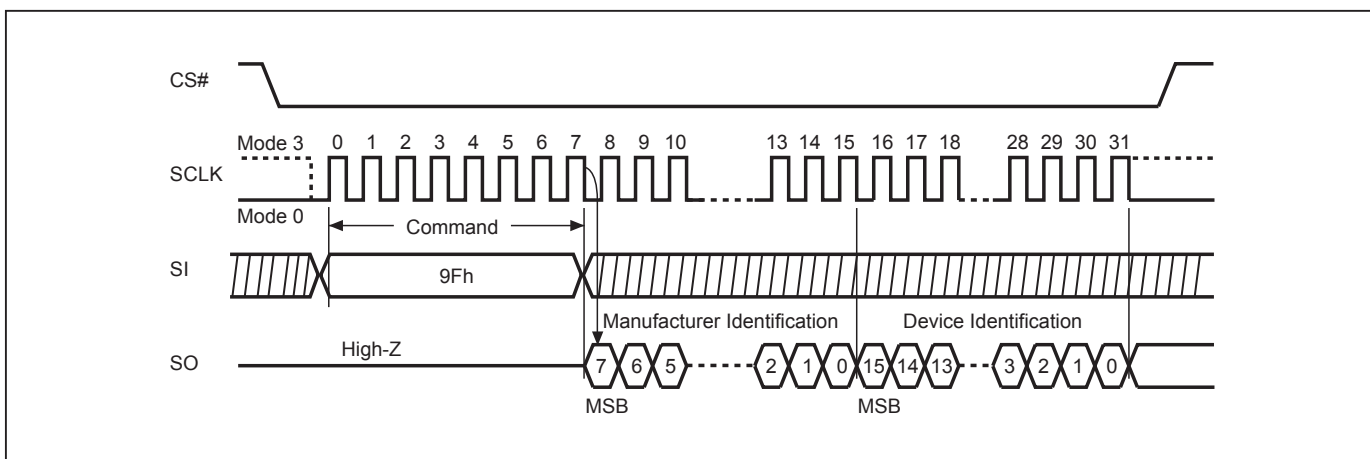 CS#
Mode 3 0 1 2 3 4 5 6 7 8 9 10 13 14 15 16 17 18 28 29 30 31
SCLK
Mode 0
Command
SI 9Fh
Manufacturer Identification Device Identification
High-Z
SO 7 6 5 2 1 0 15 14 13 3 2 1 0
MSB MSB